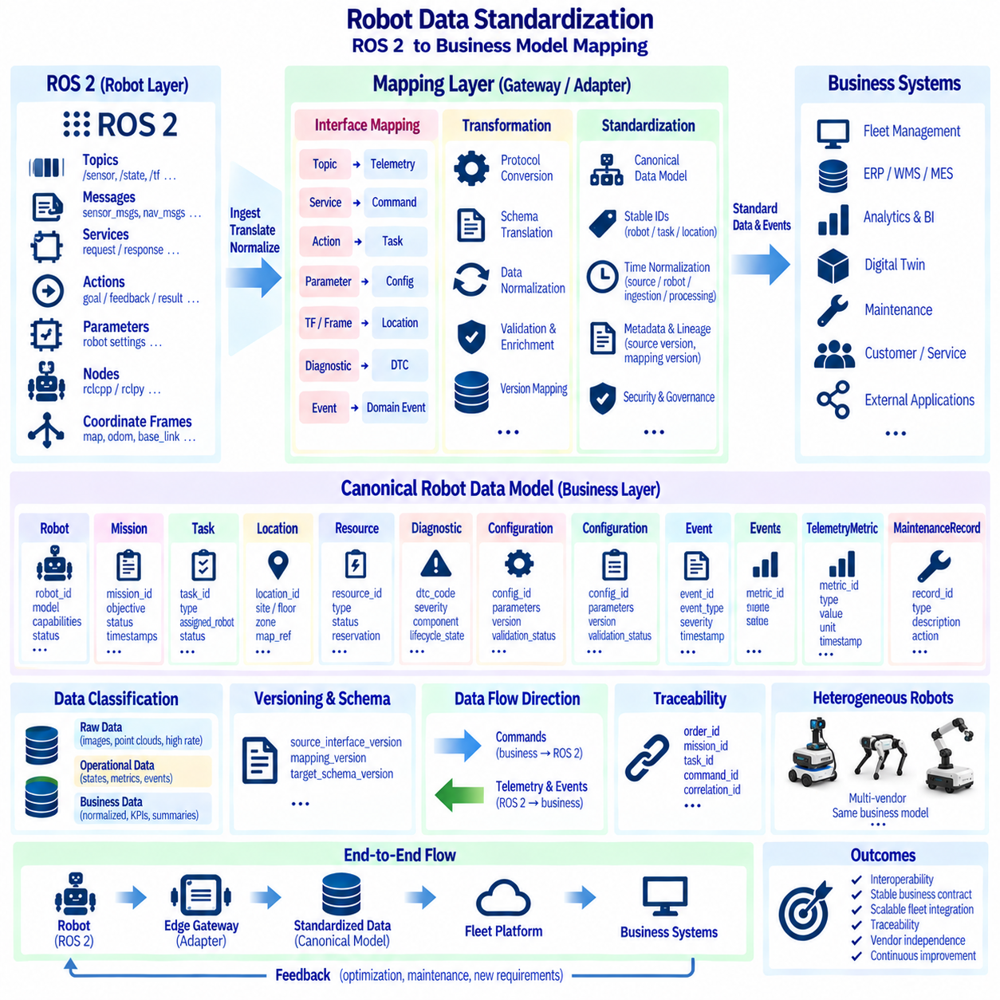 Robot Data Standardization
ROS 2 to Business Model Mapping
ROS 2 (Robot Layer)
ROS 2
Topics
/sensor, /state, /tf ...
Messages
sensor_msgs, nav_msgs ...
Services
request / response ...
Actions
goal / feedback / result ...
Parameters
robot settings ...
Nodes
rclcpp / rclpy ...
Coordinate Frames
map, odom, base_link ...
Ingest
Translate
Normalize
Mapping Layer (Gateway / Adapter)
Interface Mapping
Topic → Telemetry
Service → Command
Action → Task
Parameter → Config
TF / Frame → Location
Diagnostic → DTC
Event → Domain Event
Transformation
Protocol
Conversion
Schema
Translation
Data
Normalization
Validation &
Enrichment
Version Mapping
...
Standardization
Canonical
Data Model
Stable IDs
(robot / task / location)
Time Normalization
(source / robot /
ingestion / processing)
Metadata & Lineage
(source version,
mapping version)
Security & Governance
...
Standard
Data & Events
Business Systems
Fleet Management
ERP / WMS / MES
Analytics & BI
Digital Twin
Maintenance
Customer / Service
External Applications
...
Canonical Robot Data Model (Business Layer)
Robot
robot_id
model
capabilities
status
...
Mission
mission_id
objective
status
timestamps
...
Task
task_id
type
assigned_robot
status
...
Location
location_id
site / floor
zone
map_ref
...
Resource
resource_id
type
status
reservation
...
Diagnostic
dtc_code
severity
component
lifecycle_state
...
Configuration
config_id
parameters
version
validation_status
...
Configuration
config_id
parameters
version
validation_status
...
Event
event_id
event_type
severity
timestamp
...
Events
metric_id
...
TelemetryMetric
metric_id
type
value
unit
timestamp
...
MaintenanceRecord
record_id
type
description
action
...
Data Classification
Raw Data
(images, point clouds, high rate)
Operational Data
(states, metrics, events)
Business Data
(normalized, KPIs, summaries)
Versioning & Schema
source_interface_version
mapping_version
target_schema_version
...
Data Flow Direction
Commands
(business → ROS 2)
Telemetry & Events
(ROS 2 → business)
Traceability
order_id
mission_id
task_id
command_id
correlation_id
...
Heterogeneous Robots
Multi-vendor
Same business model
...
End-to-End Flow
Robot
(ROS 2)
Edge Gateway
(Adapter)
Standardized Data
(Canonical Model)
Fleet Platform
Business Systems
Feedback (optimization, maintenance, new requirements)
Outcomes
✓ Interoperability
✓ Stable business contract
✓ Scalable fleet integration
✓ Traceability
✓ Vendor independence
✓ Continuous improvement